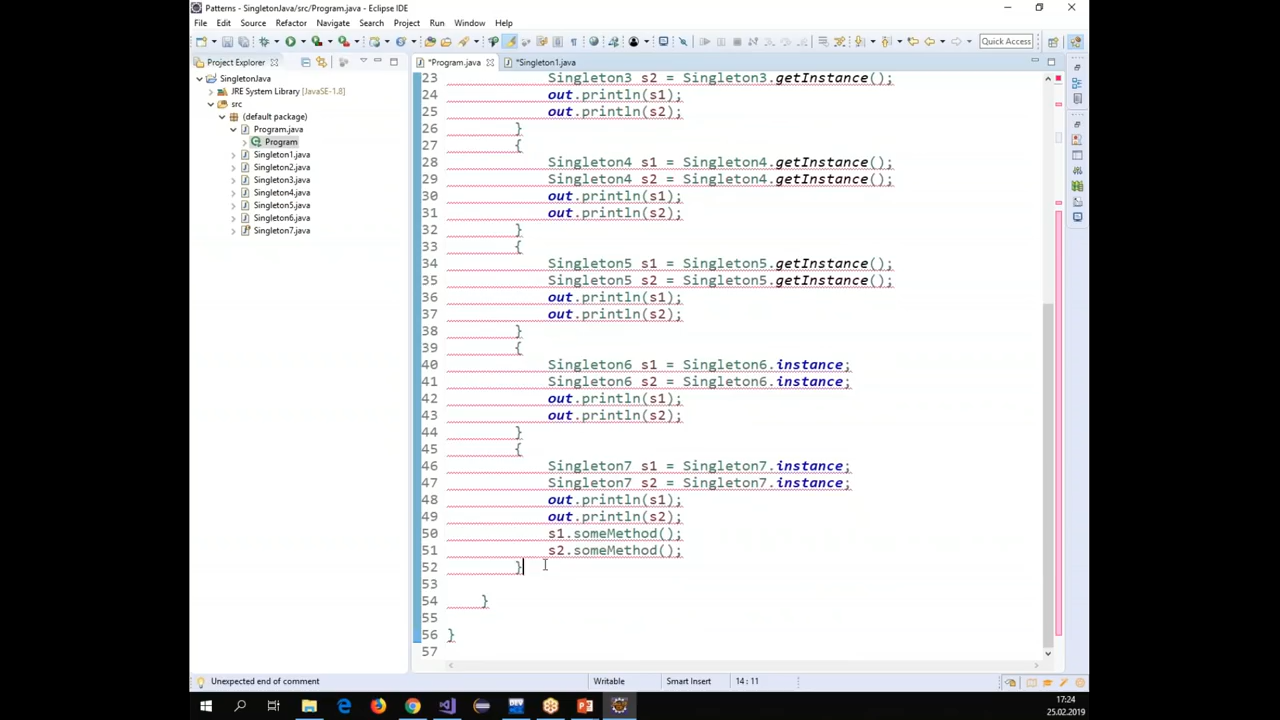 Patterns - SingletonJava/src/Program.java - Eclipse IDE
File Edit Source Refactor Navigate Search Project Run Window Help
Quick Access
Project Explorer
*Program.java
*Singleton1.java
SingletonJava
JRE System Library [JavaSE-1.8]
src
(default package)
Program.java
Program
Singleton1.java
Singleton2.java
Singleton3.java
Singleton4.java
Singleton5.java
Singleton6.java
Singleton7.java
23 Singleton3 s2 = Singleton3.getInstance();
24 out.println(s1);
25 out.println(s2);
26 }
27 {
28 Singleton4 s1 = Singleton4.getInstance();
29 Singleton4 s2 = Singleton4.getInstance();
30 out.println(s1);
31 out.println(s2);
32 }
33 {
34 Singleton5 s1 = Singleton5.getInstance();
35 Singleton5 s2 = Singleton5.getInstance();
36 out.println(s1);
37 out.println(s2);
38 }
39 {
40 Singleton6 s1 = Singleton6.instance;
41 Singleton6 s2 = Singleton6.instance;
42 out.println(s1);
43 out.println(s2);
44 }
45 {
46 Singleton7 s1 = Singleton7.instance;
47 Singleton7 s2 = Singleton7.instance;
48 out.println(s1);
49 out.println(s2);
50 s1.someMethod();
51 s2.someMethod();
52 }
53
54 }
55
56 }
57
Unexpected end of comment Writable Smart Insert 14 : 11
17:24
25.02.2019